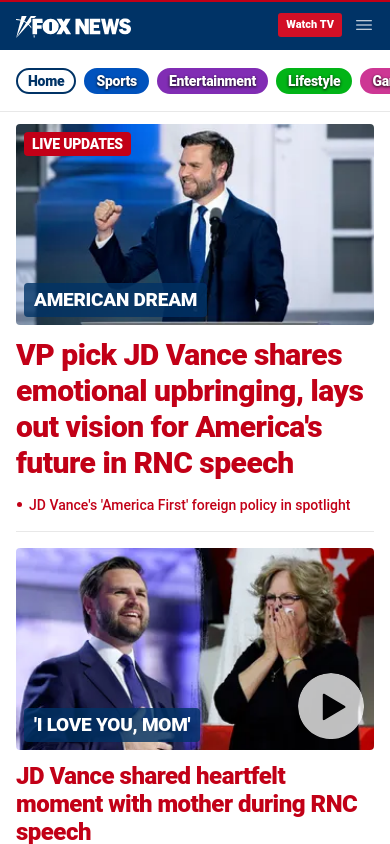 FOX NEWS
Watch TV
Home
Sports
Entertainment
Lifestyle
Ga
LIVE UPDATES
AMERICAN DREAM
VP pick JD Vance shares
emotional upbringing, lays
out vision for America's
future in RNC speech
• JD Vance's 'America First' foreign policy in spotlight
'I LOVE YOU, MOM'
JD Vance shared heartfelt
moment with mother during RNC
speech